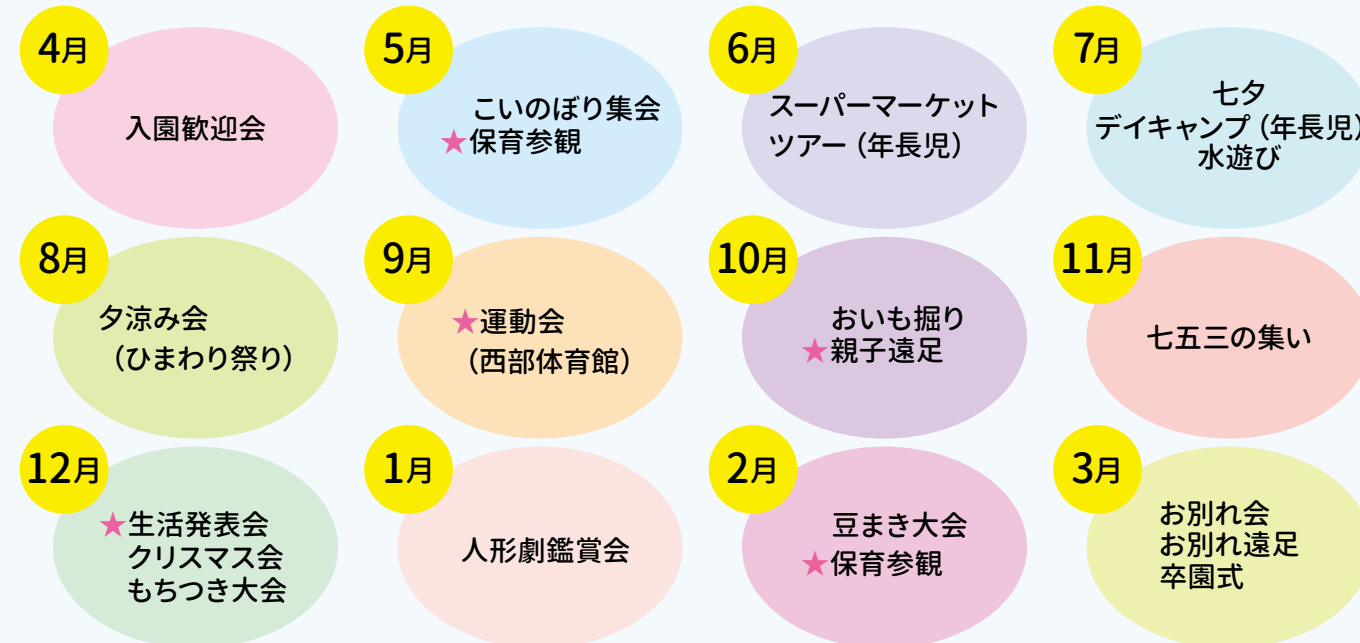 4月
入園歓迎会
5月
こいのぼり集会
★保育参観
6月
スーパーマーケット
ツアー（年長児）
7月
七夕
デイキャンプ（年長児）
水遊び
8月
夕涼み会
（ひまわり祭り）
9月
★運動会
（西部体育館）
10月
おいも掘り
★親子遠足
11月
七五三の集い
12月
★生活発表会
クリスマス会
もちつき大会
1月
人形劇鑑賞会
2月
豆まき大会
★保育参観
3月
お別れ会
お別れ遠足
卒園式